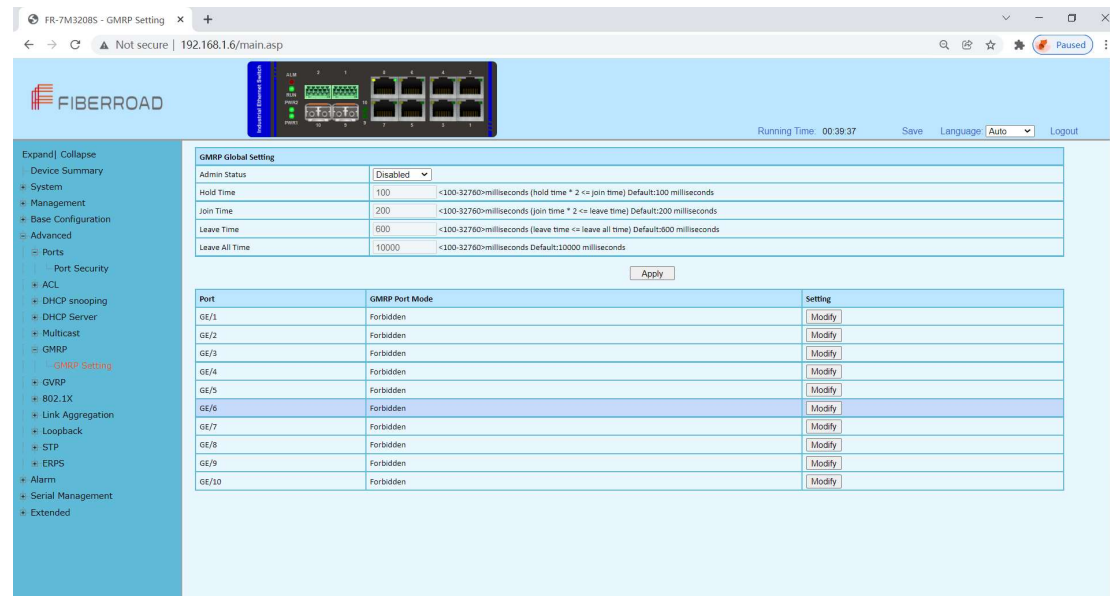 FR-7M3208S - GMRP Setting
Not secure | 192.168.1.6/main.asp
Paused
FIBERROAD
Industrial Ethernet Switch
ALM
RUN
PWR2
PWR1
Running Time: 00:39:37 Save Language Auto Logout
Expand| Collapse
Device Summary
System
Management
Base Configuration
Advanced
Ports
Port Security
ACL
DHCP snooping
DHCP Server
Multicast
GMRP
GMRP Setting
GVRP
802.1X
Link Aggregation
Loopback
STP
ERPS
Alarm
Serial Management
Extended
GMRP Global Setting
Admin Status Disabled
Hold Time 100 <100-32760>milliseconds (hold time * 2 <= join time) Default:100 milliseconds
Join Time 200 <100-32760>milliseconds (join time * 2 <= leave time) Default:200 milliseconds
Leave Time 600 <100-32760>milliseconds (leave time <= leave all time) Default:600 milliseconds
Leave All Time 10000 <100-32760>milliseconds Default:10000 milliseconds
Apply
Port GMRP Port Mode Setting
GE/1 Forbidden Modify
GE/2 Forbidden Modify
GE/3 Forbidden Modify
GE/4 Forbidden Modify
GE/5 Forbidden Modify
GE/6 Forbidden Modify
GE/7 Forbidden Modify
GE/8 Forbidden Modify
GE/9 Forbidden Modify
GE/10 Forbidden Modify